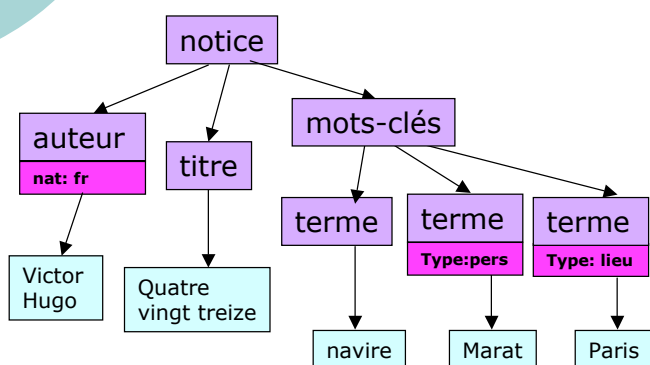 notice
auteur
nat: fr
titre
mots-clés
terme
terme
Type:pers
terme
Type: lieu
Victor
Hugo
Quatre
vingt treize
navire
Marat
Paris